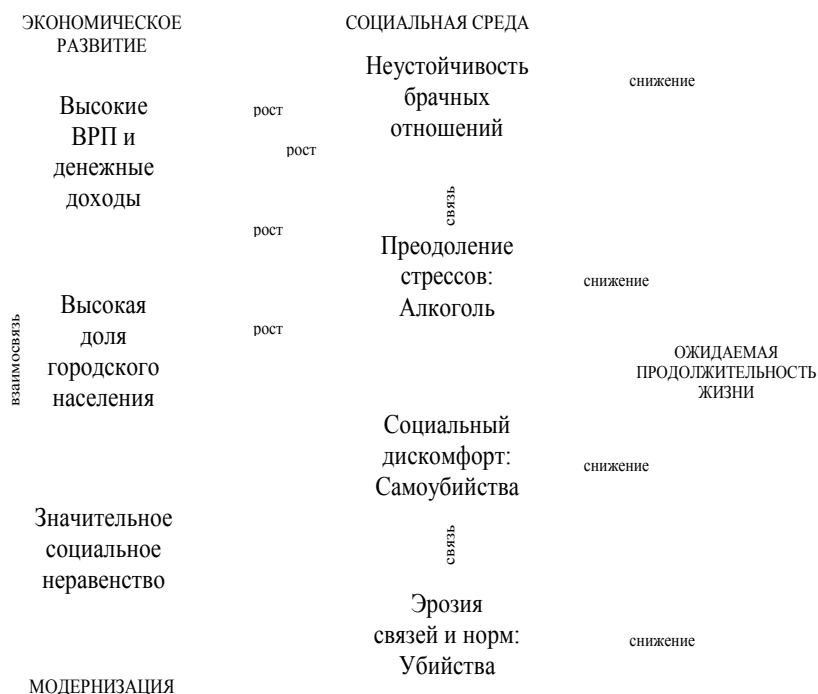 ЭКОНОМИЧЕСКОЕ
РАЗВИТИЕ
Высокие
ВРП и
денежные
доходы
взаимосвязь
Высокая
доля
городского
населения
Значительное
социальное
неравенство
МОДЕРНИЗАЦИЯ
рост
рост
рост
рост
СОЦИАЛЬНАЯ СРЕДА
Неустойчивость
брачных
отношений
связь
Преодоление
стрессов:
Алкоголь
Социальный
дискомфорт:
Самоубийства
связь
Эрозия
связей и норм:
Убийства
снижение
снижение
снижение
снижение
ОЖИДАЕМАЯ
ПРОДОЛЖИТЕЛЬНОСТЬ
ЖИЗНИ